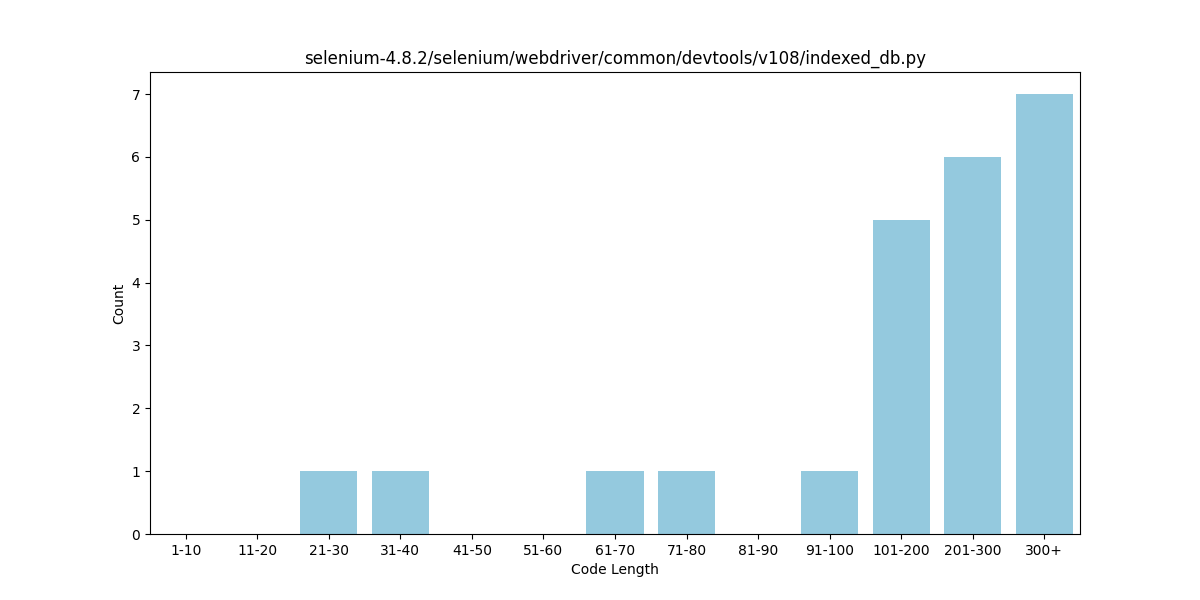 selenium-4.8.2/selenium/webdriver/common/devtools/v108/indexed_db.py
Count
7
6
5
4
3
2
1
0
1-10 11-20 21-30 31-40 41-50 51-60 61-70 71-80 81-90 91-100 101-200 201-300 300+
Code Length